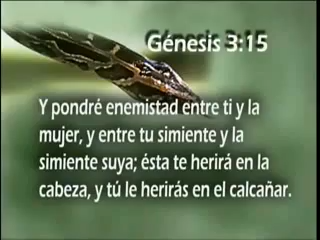 Génesis 3:15
Y pondré enemistad entre ti y la
mujer, y entre tu simiente y la
simiente suya; ésta te herirá en la
cabeza, y tú le herirás en el calcañar.